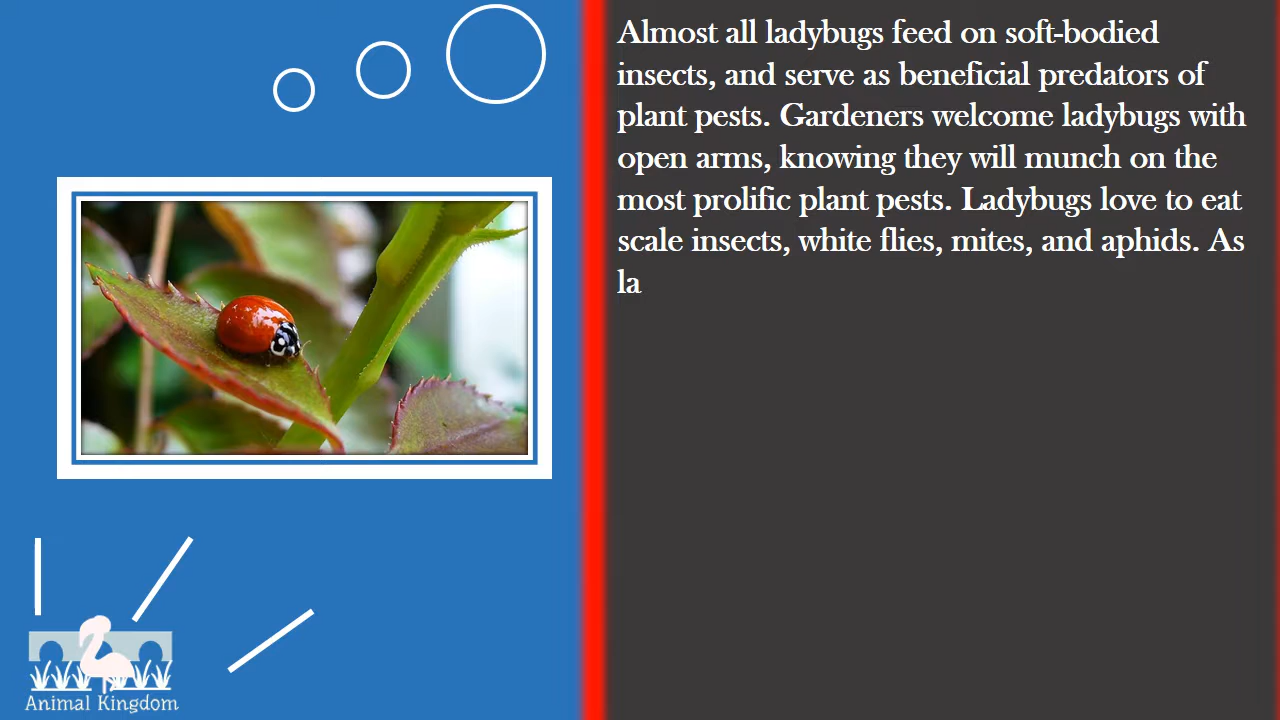 Almost all ladybugs feed on soft-bodied
insects, and serve as beneficial predators of
plant pests. Gardeners welcome ladybugs with
open arms, knowing they will munch on the
most prolific plant pests. Ladybugs love to eat
scale insects, white flies, mites, and aphids. As
la
Animal Kingdom